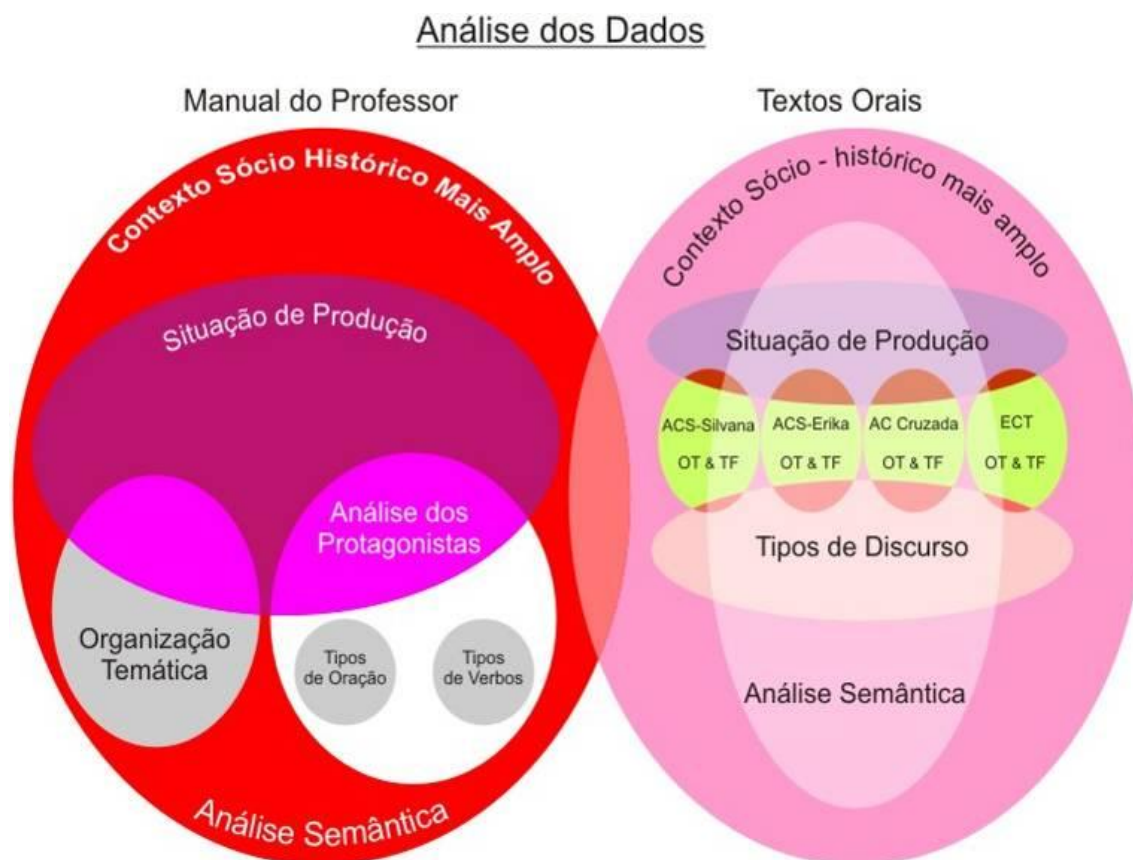 Análise dos Dados
Manual do Professor
Contexto Sócio Histórico Mais Amplo
Situação de Produção
Análise dos
Protagonistas
Organização
Temática
Tipos
de Oração
Tipos
de Verbos
Análise Semântica
Textos Orais
Contexto Sócio - histórico mais amplo
Situação de Produção
ACS-Silvana
OT & TF
ACS-Erika
OT & TF
AC Cruzada
OT & TF
ECT
OT & TF
Tipos de Discurso
Análise Semântica